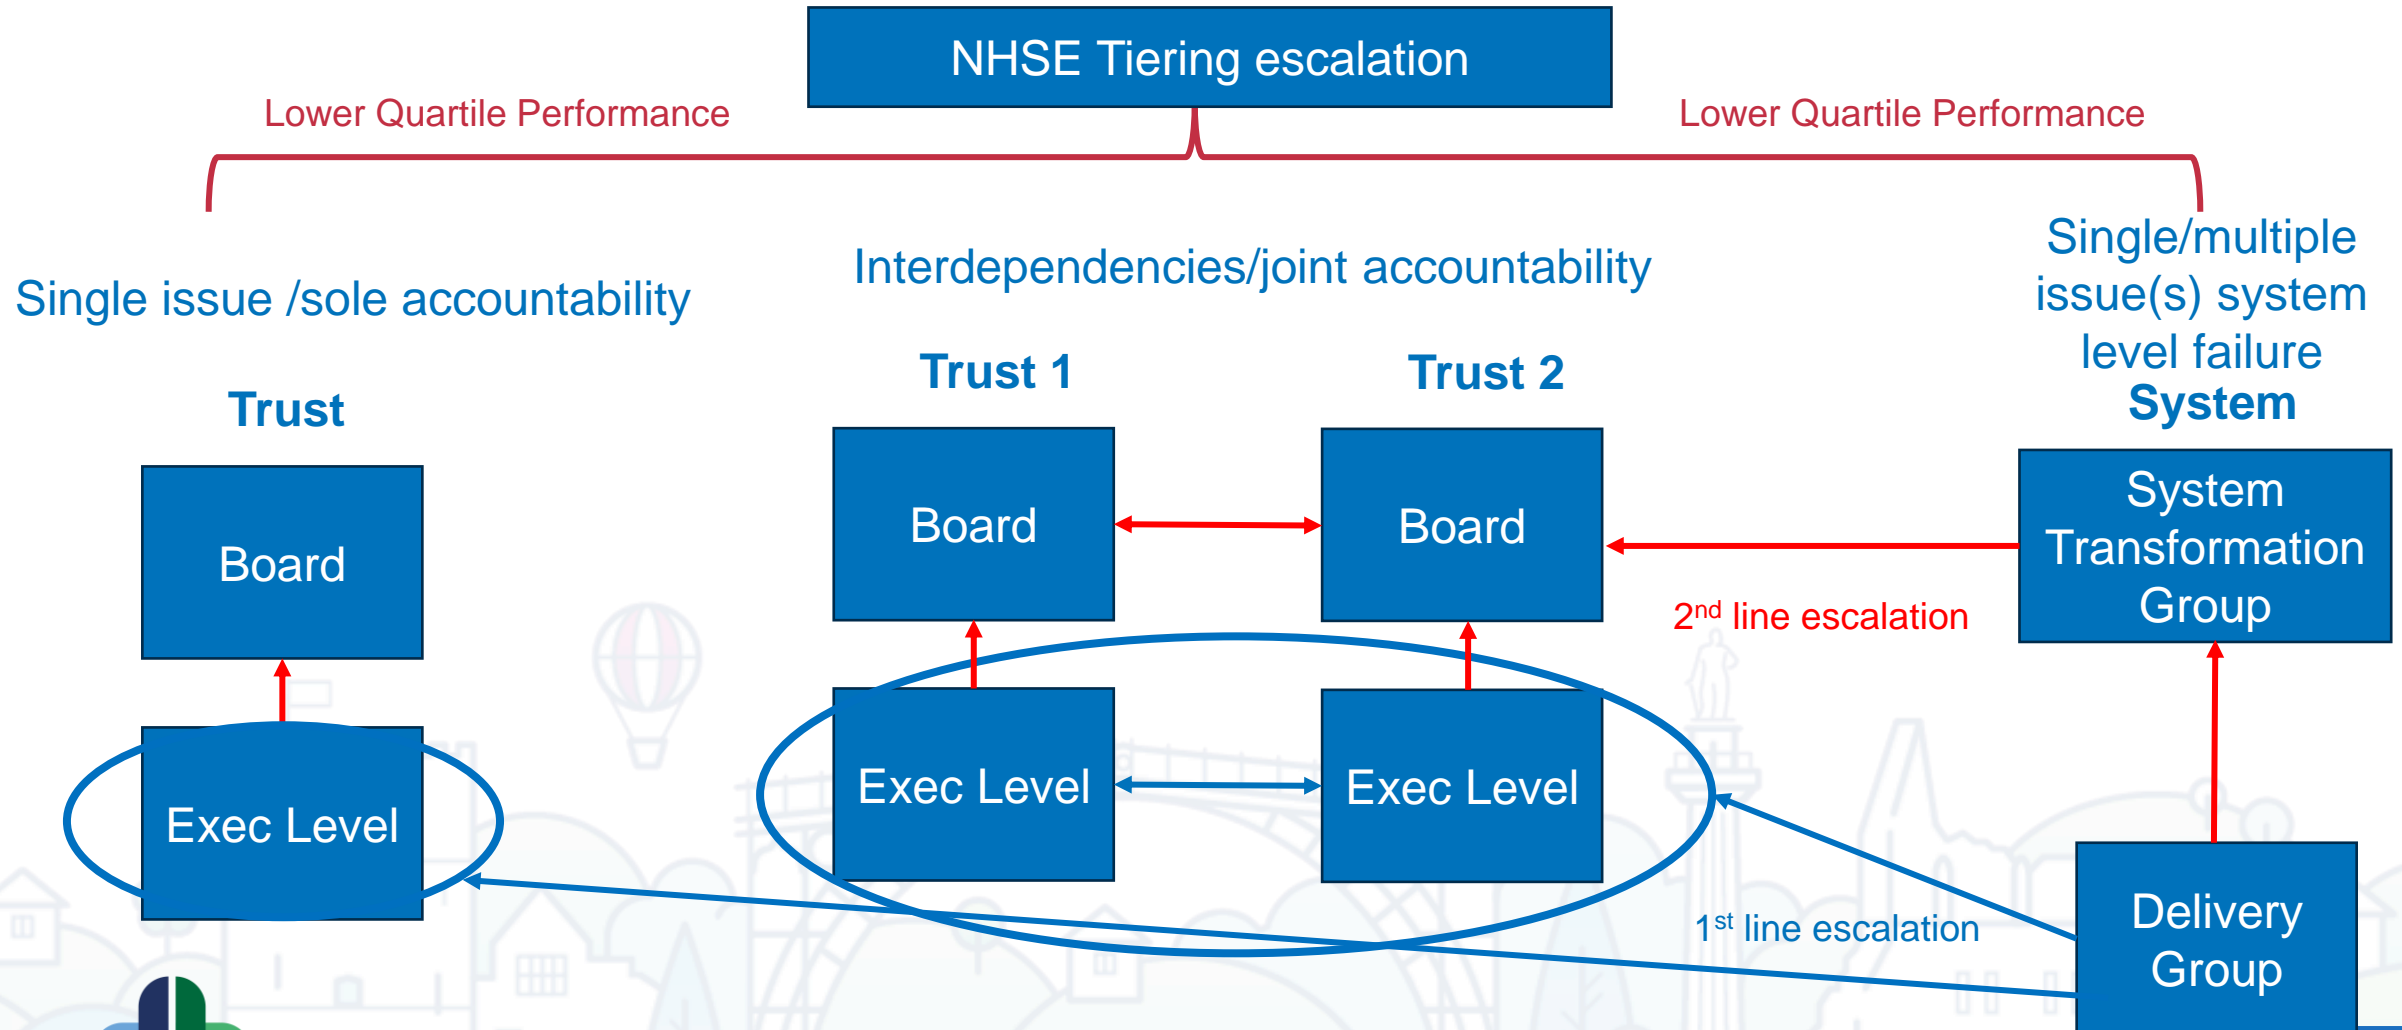 NHSE Tiering escalation
Lower Quartile Performance
Lower Quartile Performance
Single issue /sole accountability
Interdependencies/joint accountability
Single/multiple
issue(s) system
level failure
Trust
Trust 1
Trust 2
System
Board
Board
Board
System
Transformation
Group
2nd line escalation
Exec Level
Exec Level
Exec Level
1st line escalation
Delivery
Group